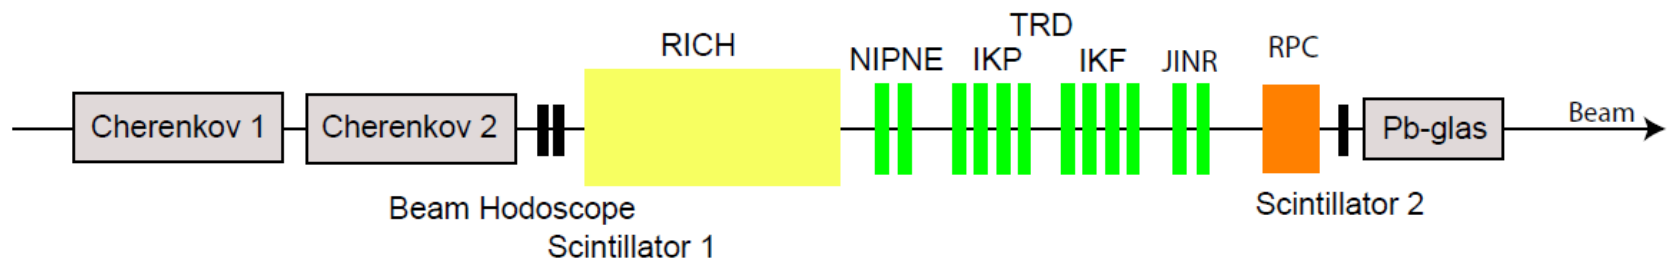 TRD
RICH
NIPNE IKP IKF JINR RPC
Cherenkov 1 Cherenkov 2 Pb-glas Beam
Beam Hodoscope
Scintillator 1
Scintillator 2